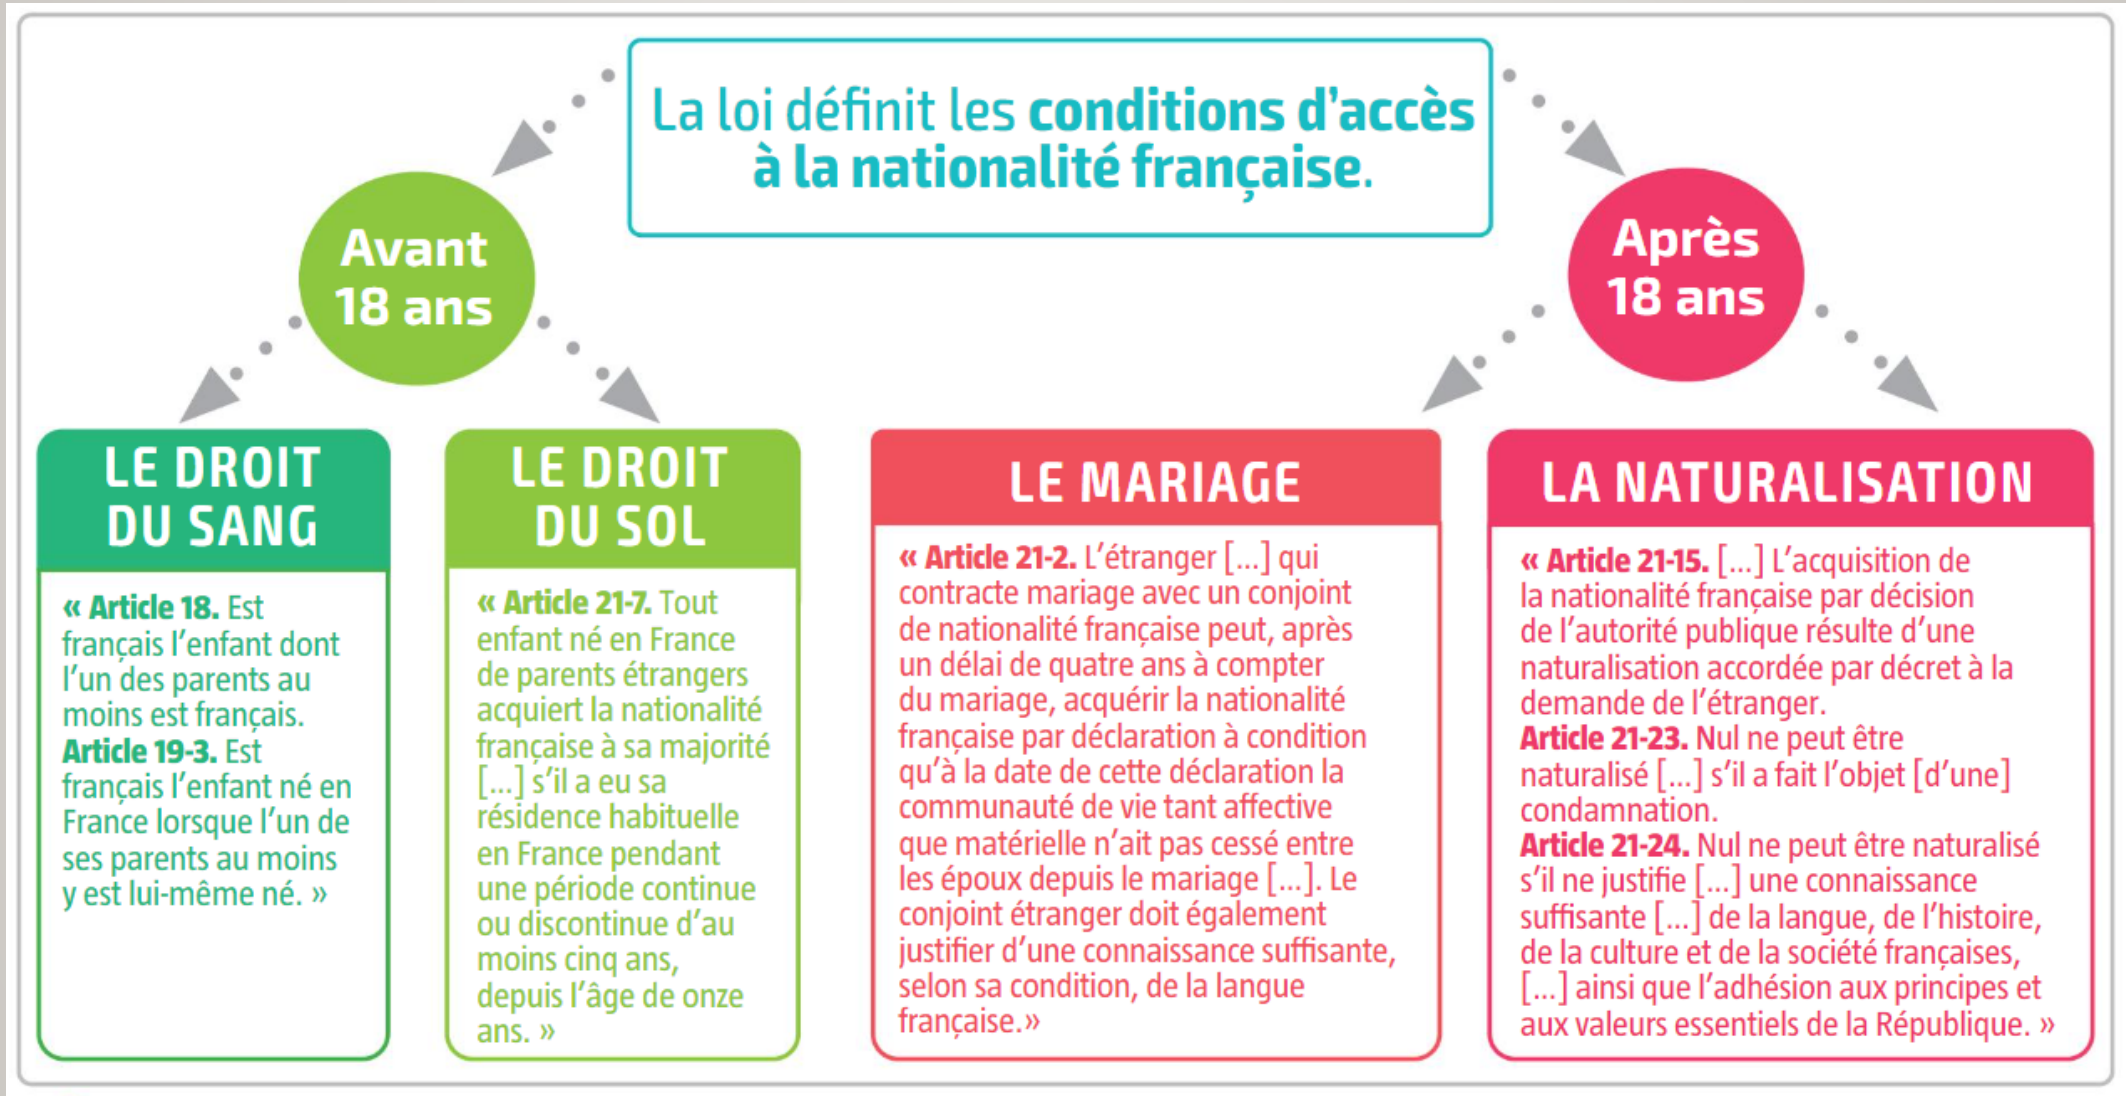 La loi définit les conditions d'accès
à la nationalité française.
Avant
18 ans
Après
18 ans
LE DROIT
DU SANG
« Article 18. Est
français l'enfant dont
l'un des parents au
moins est français.
Article 19-3. Est
français l'enfant né en
France lorsque l'un de
ses parents au moins
y est lui-même né. »
LE DROIT
DU SOL
« Article 21-7. Tout
enfant né en France
de parents étrangers
acquiert la nationalité
française à sa majorité
[...] s'il a eu sa
résidence habituelle
en France pendant
une période continue
ou discontinue d'au
moins cinq ans,
depuis l'âge de onze
ans. »
LE MARIAGE
« Article 21-2. L'étranger [...] qui
contracte mariage avec un conjoint
de nationalité française peut, après
un délai de quatre ans à compter
du mariage, acquérir la nationalité
française par déclaration à condition
qu'à la date de cette déclaration la
communauté de vie tant affective
que matérielle n'ait pas cessé entre
les époux depuis le mariage [...]. Le
conjoint étranger doit également
justifier d'une connaissance suffisante,
selon sa condition, de la langue
française.»
LA NATURALISATION
« Article 21-15. [...] L'acquisition de
la nationalité française par décision
de l'autorité publique résulte d'une
naturalisation accordée par décret à la
demande de l'étranger.
Article 21-23. Nul ne peut être
naturalisé [...] s'il a fait l'objet [d'une]
condamnation.
Article 21-24. Nul ne peut être naturalisé
s'il ne justifie [...] une connaissance
suffisante [...] de la langue, de l'histoire,
de la culture et de la société françaises,
[...] ainsi que l'adhésion aux principes et
aux valeurs essentiels de la République. »